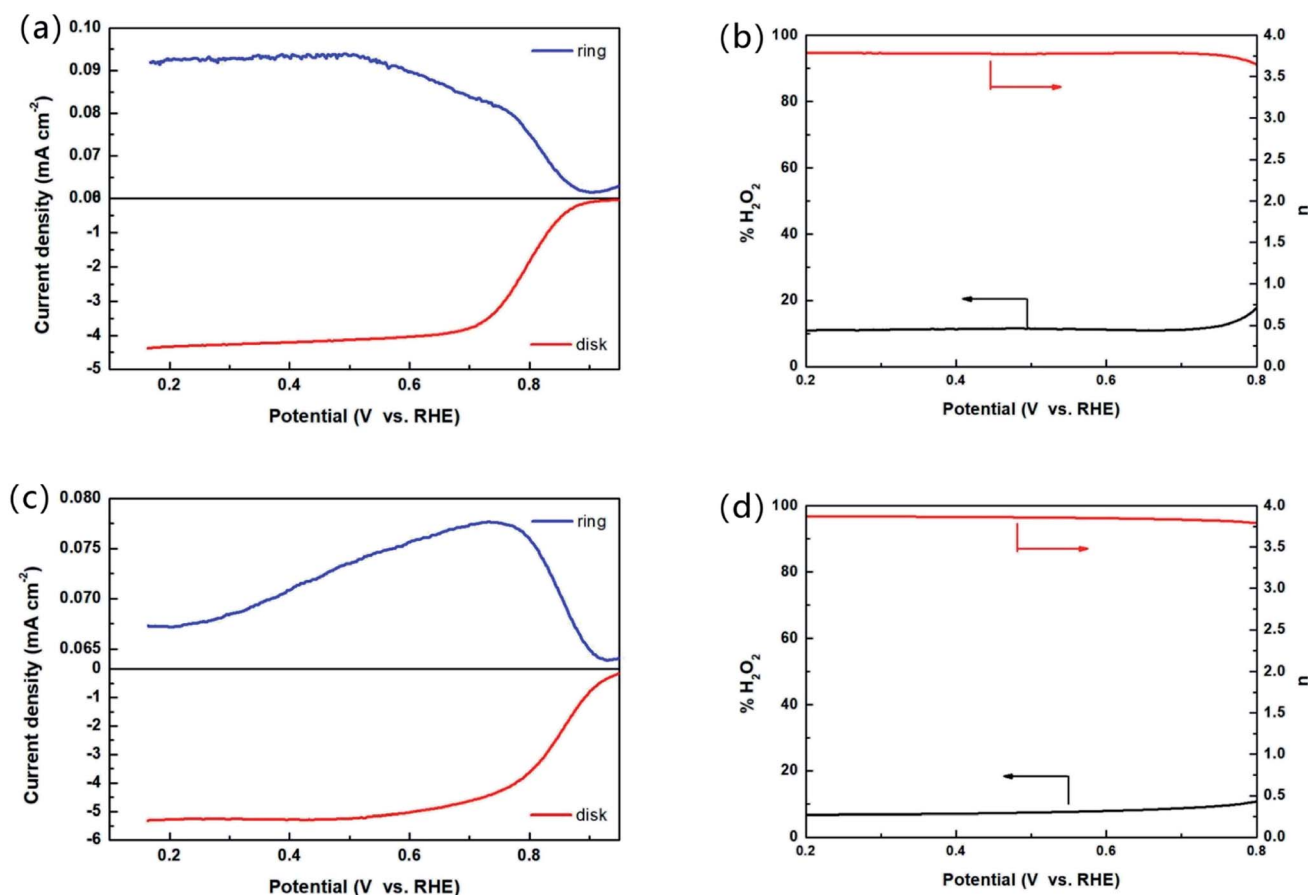 (a)
Current density (mA cm-2)
0.10
0.09
0.08
0.07
0.06
0
-1
-2
-3
-4
-5
ring
disk
0.2 0.4 0.6 0.8
Potential (V vs. RHE)
(b)
% H2O2
100
80
60
40
20
0
4.0
3.5
3.0
2.5
2.0
1.5
1.0
0.5
0.0
n
0.2 0.4 0.6 0.8
Potential (V vs. RHE)
(c)
Current density (mA cm-2)
0.080
0.075
0.070
0.065
0
-1
-2
-3
-4
-5
-6
ring
disk
0.2 0.4 0.6 0.8
Potential (V vs. RHE)
(d)
% H2O2
100
80
60
40
20
0
4.0
3.5
3.0
2.5
2.0
1.5
1.0
0.5
0.0
n
0.2 0.4 0.6 0.8
Potential (V vs. RHE)